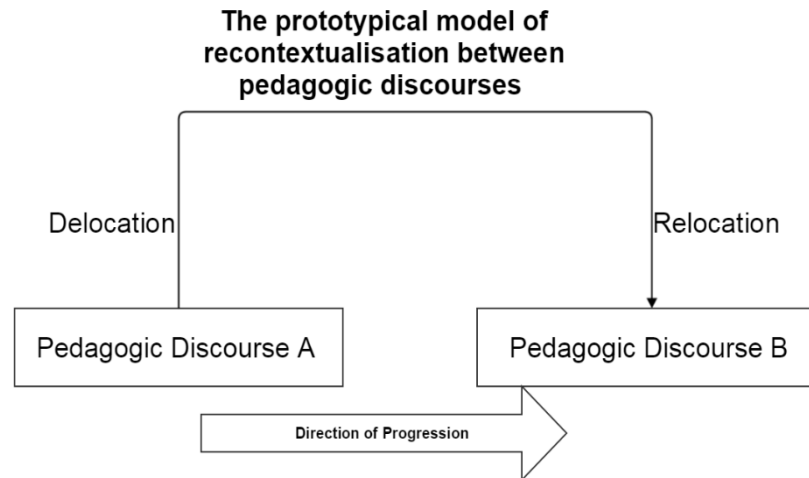 The prototypical model of
recontextualisation between
pedagogic discourses
Delocation
Relocation
Pedagogic Discourse A
Pedagogic Discourse B
Direction of Progression